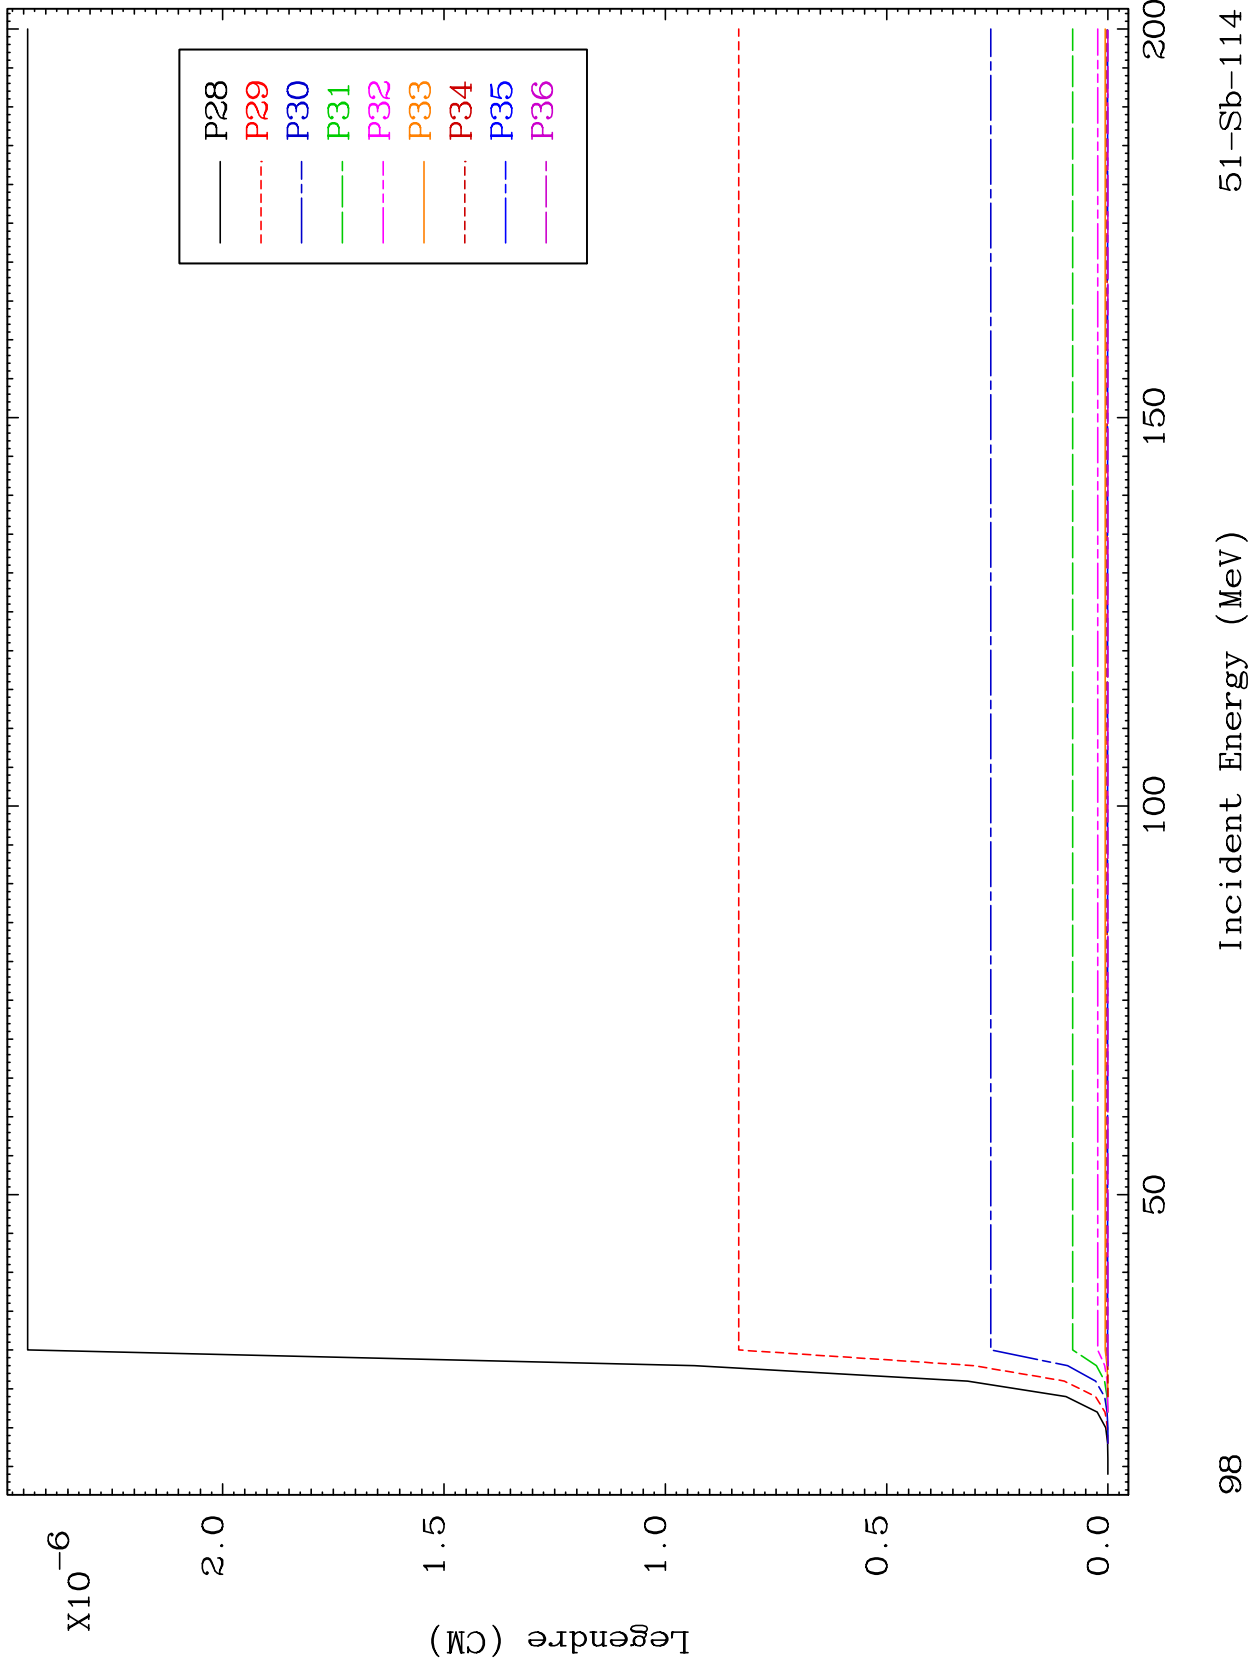 X10-6
Legendre (CM)
2.0
1.5
1.0
0.5
0.0
P28
P29
P30
P31
P32
P33
P34
P35
P36
50
100
150
200
Incident Energy (MeV)
98
51-Sb-114